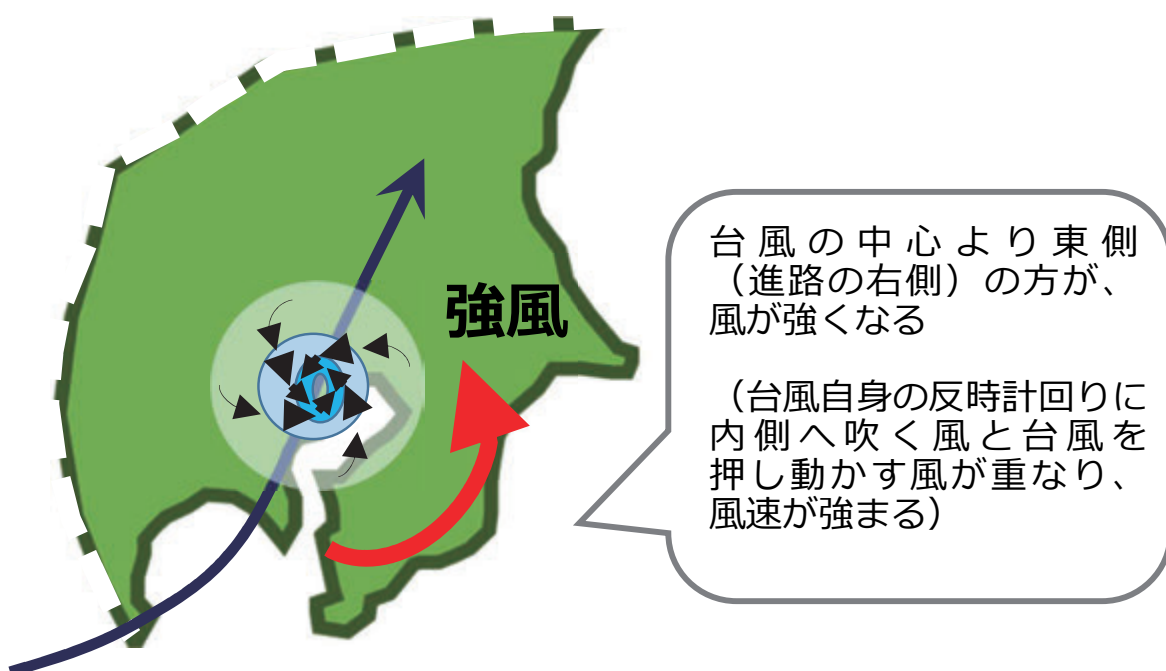 強風
台風の中心より東側
（進路の右側）の方が、
風が強くなる
（台風自身の反時計回りに
内側へ吹く風と台風を
押し動かす風が重なり、
風速が強まる）